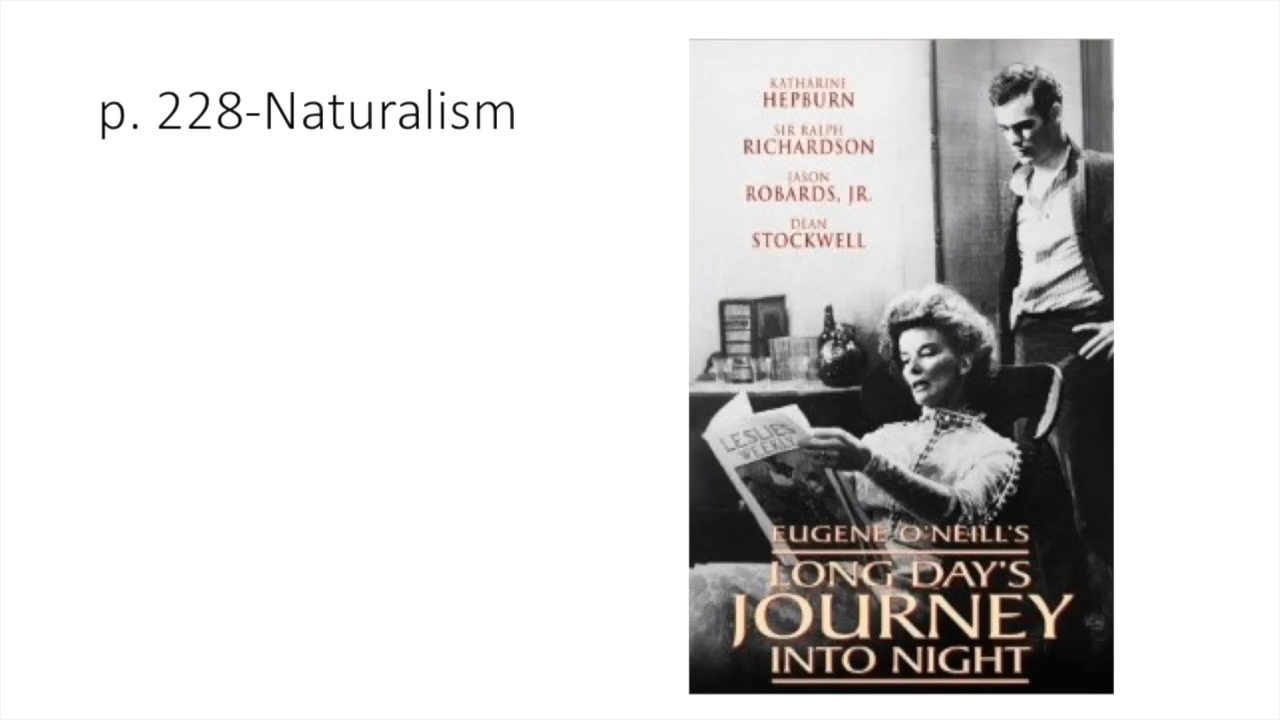 p. 228-Naturalism
KATHARINE
HEPBURN
SIR RALPH
RICHARDSON
JASON
ROBARDS, JR.
DEAN
STOCKWELL
LESLIE'S
WEEKLY
EUGENE O'NEILL'S
LONG DAY'S
JOURNEY
INTO NIGHT